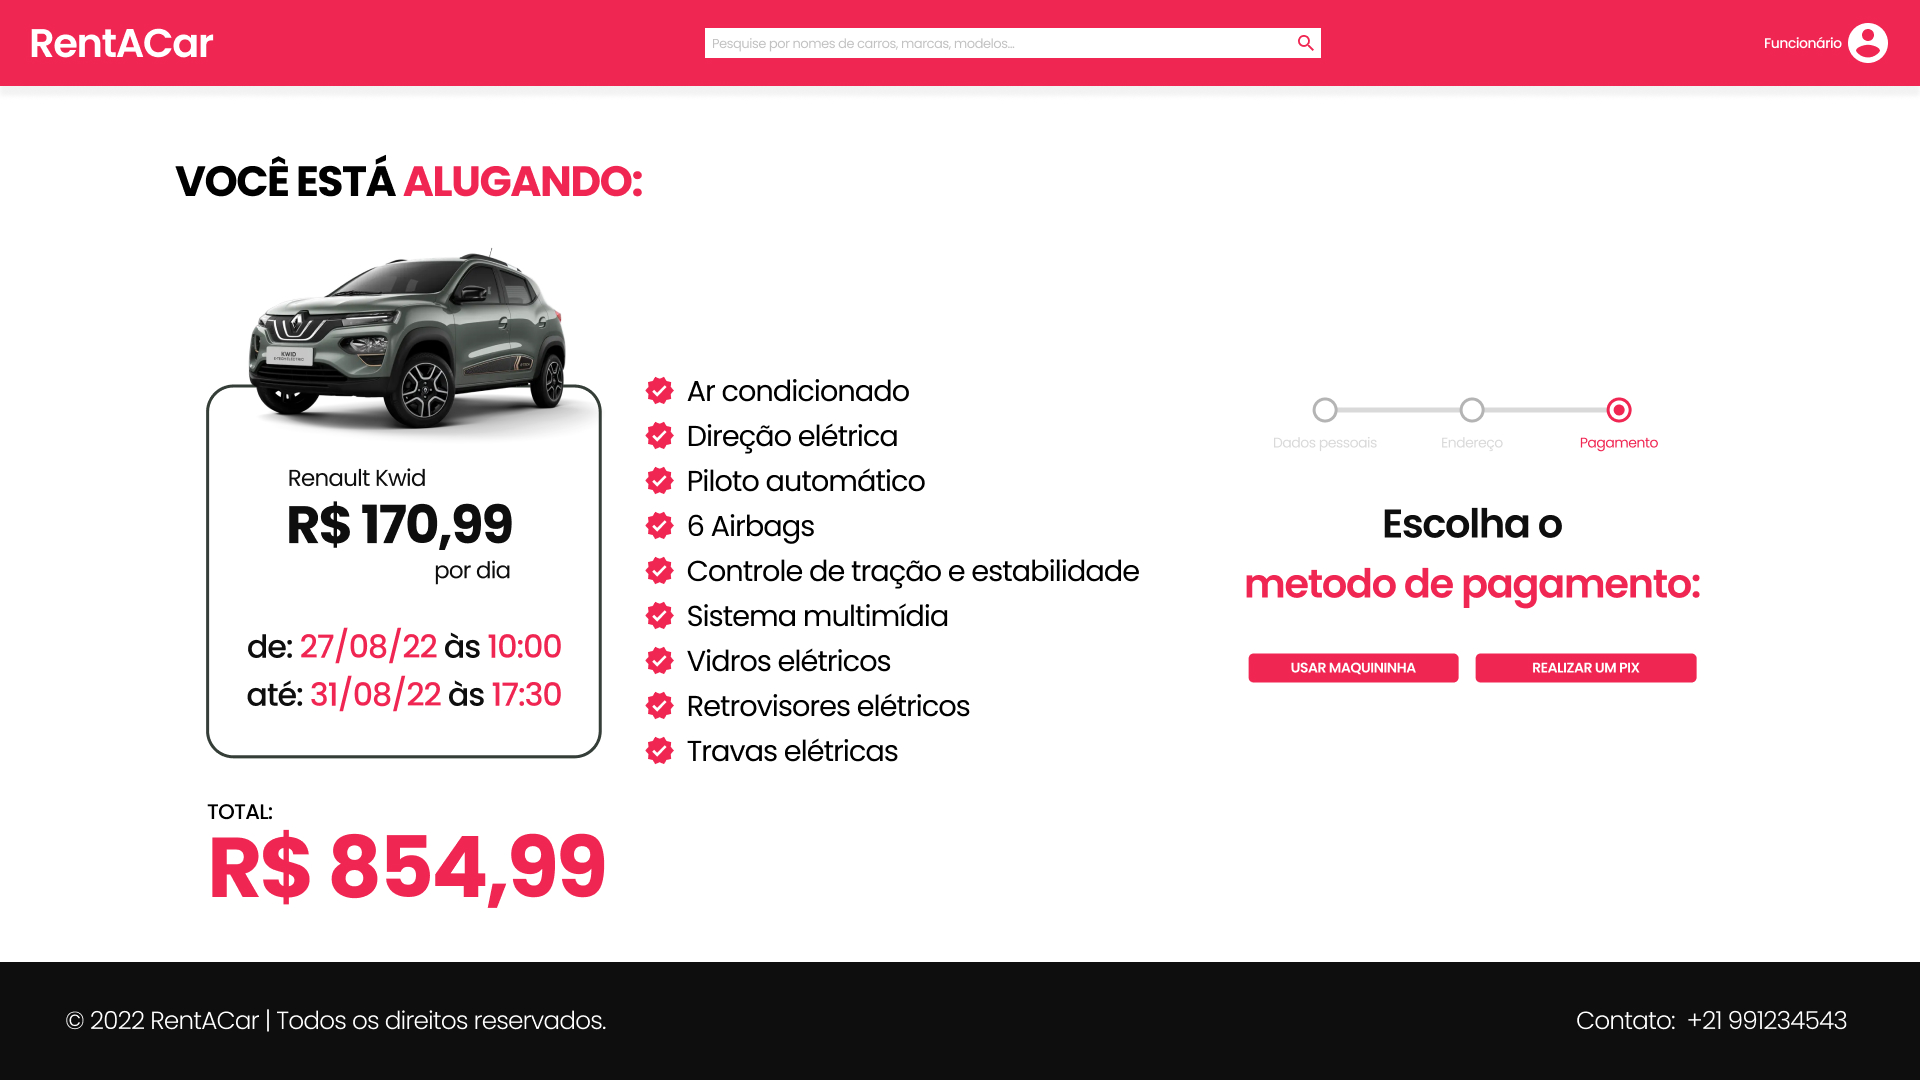 RentACar
Pesquise por nomes de carros, marcas, modelos...
Funcionário
VOCÊ ESTÁ ALUGANDO:
KWID
Renault Kwid
R$ 170,99
por dia
de: 27/08/22 às 10:00
até: 31/08/22 às 17:30
TOTAL:
R$ 854,99
Ar condicionado
Direção elétrica
Piloto automático
6 Airbags
Controle de tração e estabilidade
Sistema multimídia
Vidros elétricos
Retrovisores elétricos
Travas elétricas
Dados pessoais
Endereço
Pagamento
Escolha o
metodo de pagamento:
USAR MAQUININHA
REALIZAR UM PIX
© 2022 RentACar | Todos os direitos reservados.
Contato: +21 991234543